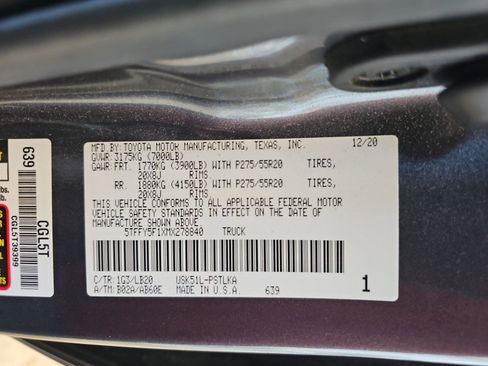 MFD. BY: TOYOTA MOTOR MANUFACTURING, TEXAS, INC. 12/20
GVWR: 3175KG (7000LB)
GAWR: FRT. 1770KG (3900LB) WITH P275/55R20 TIRES,
20X8J RIMS
RR. 1880KG (4150LB) WITH P275/55R20 TIRES,
20X8J RIMS
THIS VEHICLE CONFORMS TO ALL APPLICABLE FEDERAL MOTOR
VEHICLE SAFETY STANDARDS IN EFFECT ON THE DATE OF
MANUFACTURE SHOWN ABOVE
5TFFY5F1XMX278840 TRUCK
C/TR: 1G3/LB20 USK51L-PSTLKA
A/TM: B02A/AB60E MADE IN U.S.A. 639
1
639
CGL5T
CGL5T39399
lbs.